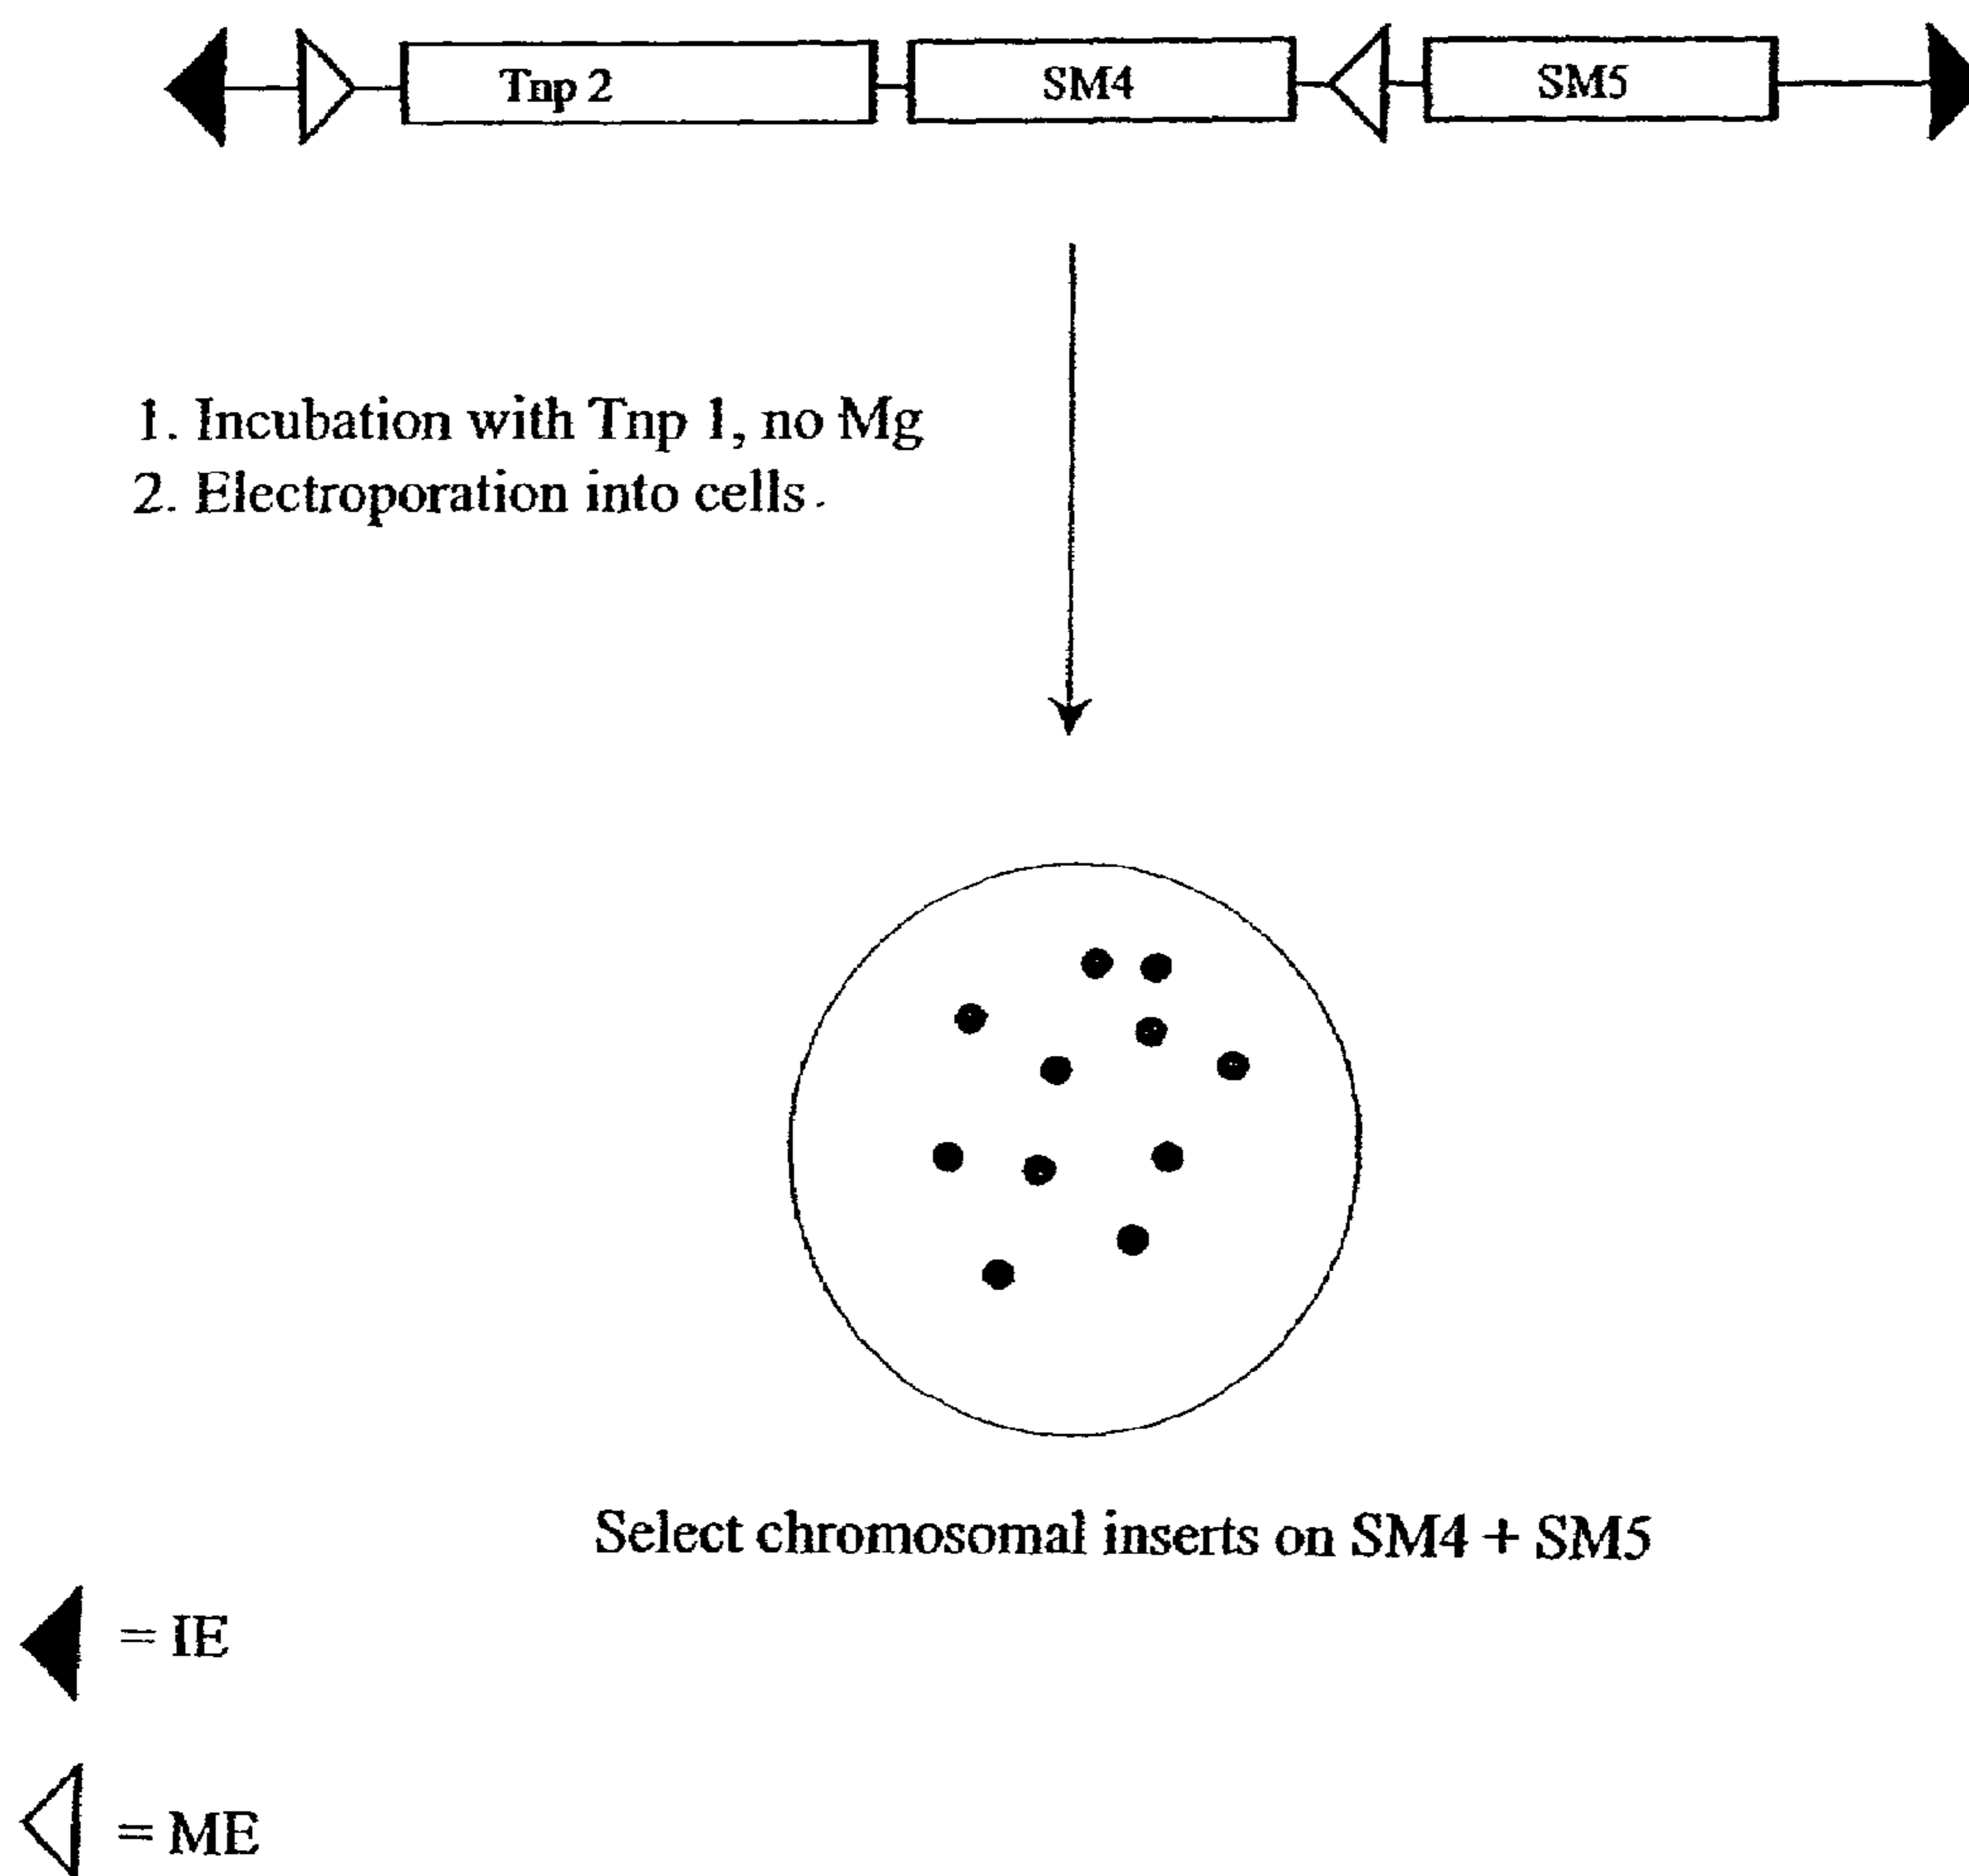 Tnp 2
SM4
SM5
1. Incubation with Tnp 1, no Mg
2. Electroporation into cells.
Select chromosomal inserts on SM4 + SM5
= IE
= ME